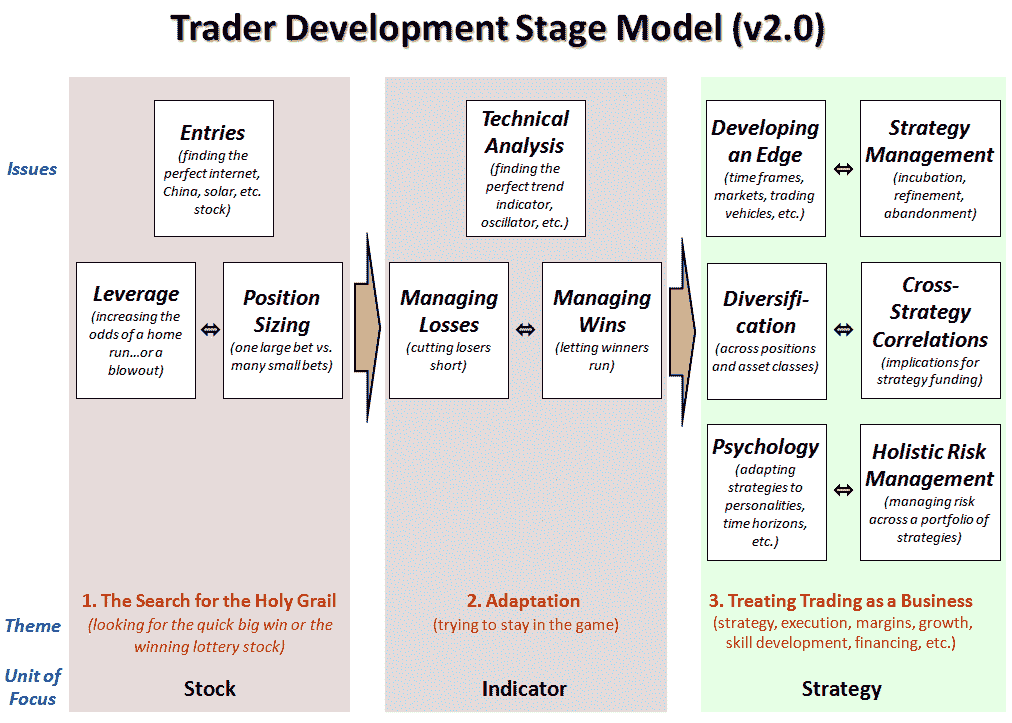 Trader Development Stage Model (v2.0)
Issues
Entries
(finding the
perfect internet,
China, solar, etc.
stock)
Leverage
(increasing the
odds of a home
run...or a
blowout)
Position
Sizing
(one large bet vs.
many small bets)
1. The Search for the Holy Grail
(looking for the quick big win or the
winning lottery stock)
Stock
Technical
Analysis
(finding the
perfect trend
indicator,
oscillator, etc.)
Managing
Losses
(cutting losers
short)
Managing
Wins
(letting winners
run)
2. Adaptation
(trying to stay in the game)
Indicator
Developing
an Edge
(time frames,
markets, trading
vehicles, etc.)
Strategy
Management
(incubation,
refinement,
abandonment)
Diversifi-
cation
(across positions
and asset classes)
Cross-
Strategy
Correlations
(implications for
strategy funding)
Psychology
(adapting
strategies to
personalities,
time horizons,
etc.)
Holistic Risk
Management
(managing risk
across a portfolio of
strategies)
3. Treating Trading as a Business
(strategy, execution, margins, growth,
skill development, financing, etc.)
Strategy
Theme
Unit of
Focus